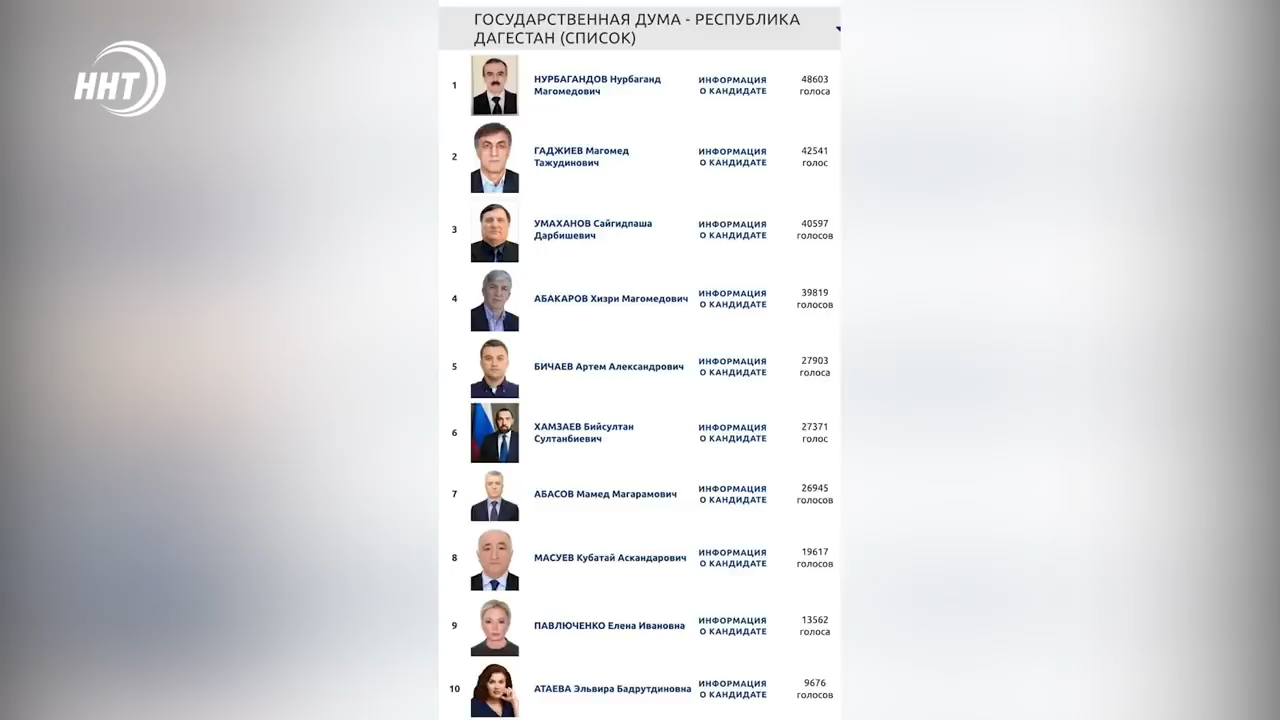 ННТ
ГОСУДАРСТВЕННАЯ ДУМА - РЕСПУБЛИКА
ДАГЕСТАН (СПИСОК)
1
НУРБАГАНДОВ Нурбаганд
Магомедович
ИНФОРМАЦИЯ
О КАНДИДАТЕ
48603
голоса
2
ГАДЖИЕВ Магомед
Тажудинович
ИНФОРМАЦИЯ
О КАНДИДАТЕ
42541
голос
3
УМАХАНОВ Сайгидпаша
Дарбишевич
ИНФОРМАЦИЯ
О КАНДИДАТЕ
40597
голосов
4
АБАКАРОВ Хизри Магомедович
ИНФОРМАЦИЯ
О КАНДИДАТЕ
39819
голосов
5
БИЧАЕВ Артем Александрович
ИНФОРМАЦИЯ
О КАНДИДАТЕ
27903
голоса
6
ХАМЗАЕВ Бийсултан
Султанбиевич
ИНФОРМАЦИЯ
О КАНДИДАТЕ
27371
голос
7
АБАСОВ Мамед Магарамович
ИНФОРМАЦИЯ
О КАНДИДАТЕ
26945
голосов
8
МАСУЕВ Кубатай Аскандарович
ИНФОРМАЦИЯ
О КАНДИДАТЕ
19617
голосов
9
ПАВЛЮЧЕНКО Елена Ивановна
ИНФОРМАЦИЯ
О КАНДИДАТЕ
13562
голоса
10
АТАЕВА Эльвира Бадрутдиновна
ИНФОРМАЦИЯ
О КАНДИДАТЕ
9676
голосов